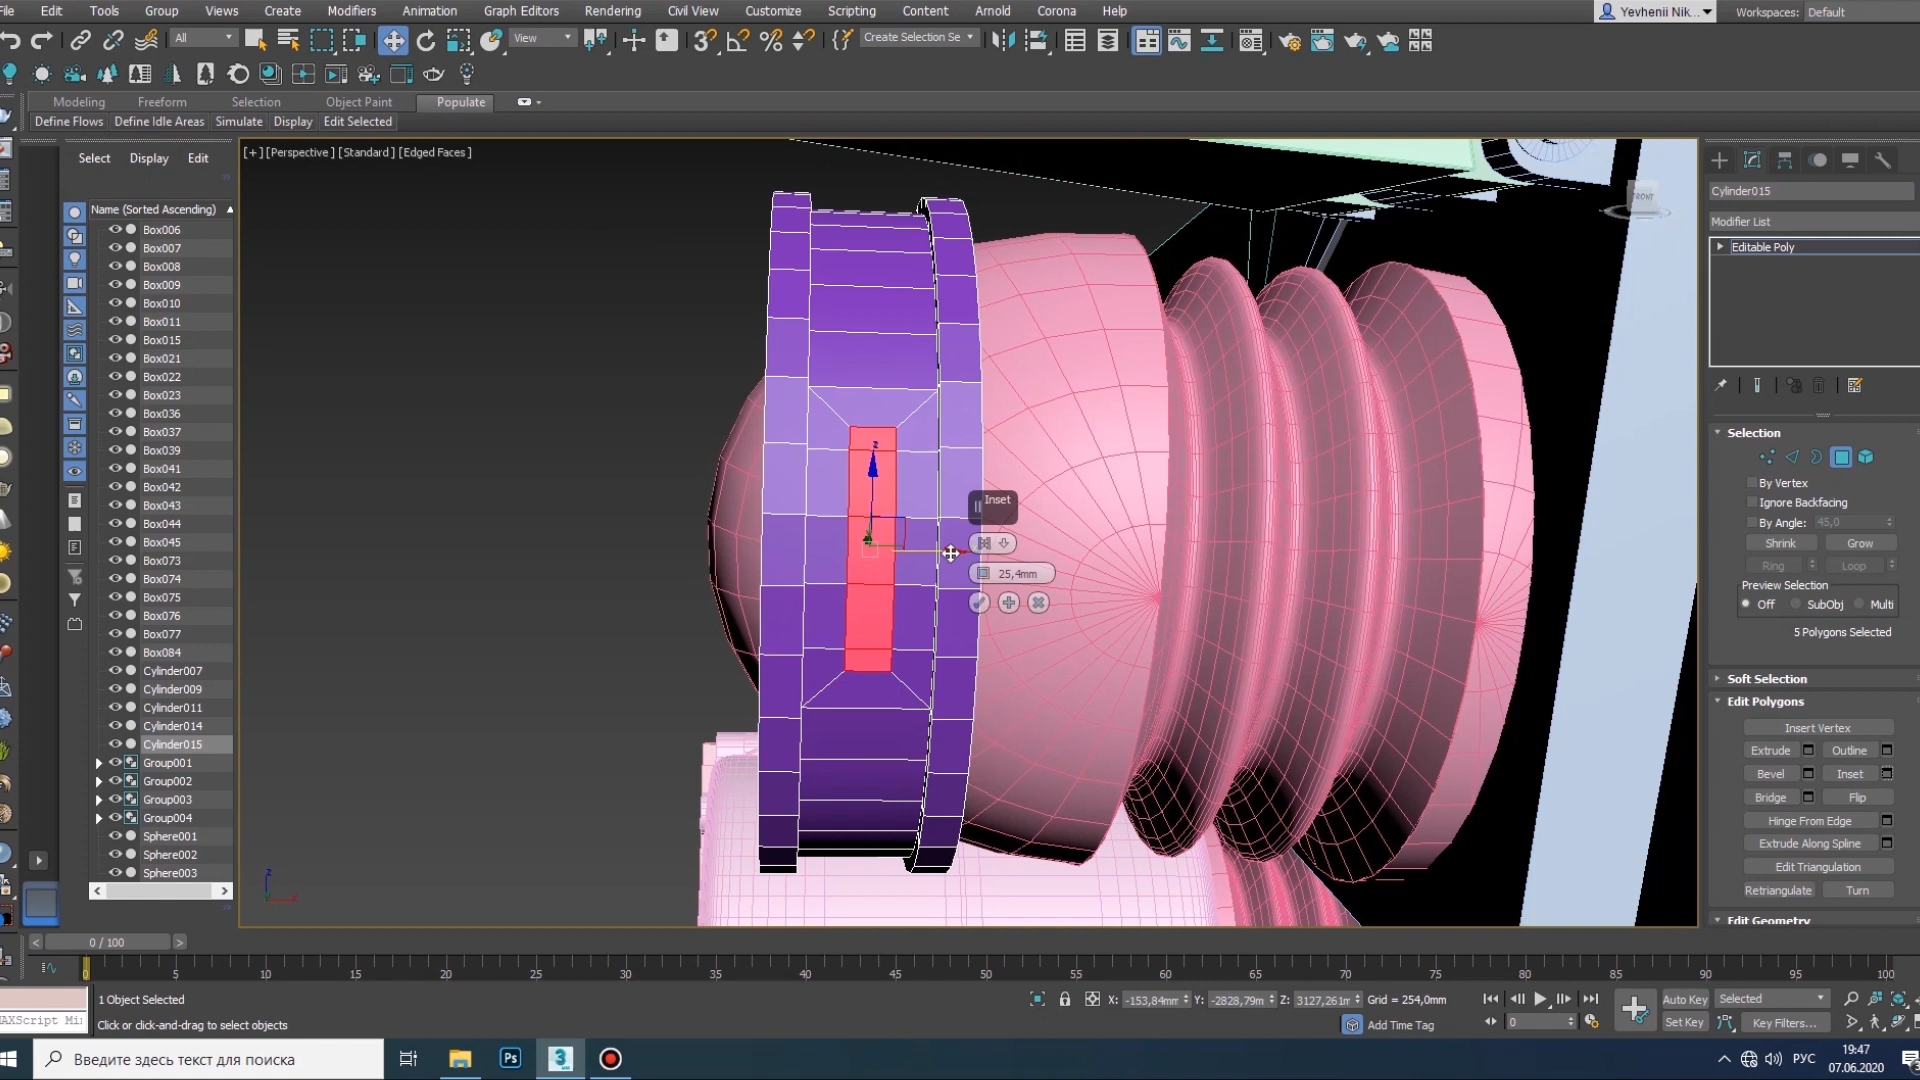 File Edit Tools Group Views Create Modifiers Animation Graph Editors Rendering Civil View Customize Scripting Content Arnold Corona Help
Yevhenii Nik... Workspaces: Default
All View Create Selection Se
Modeling Freeform Selection Object Paint Populate
Define Flows Define Idle Areas Simulate Display Edit Selected
Select Display Edit
[+] [Perspective ] [Standard ] [Edged Faces ]
Name (Sorted Ascending)
Box006
Box007
Box008
Box009
Box010
Box011
Box015
Box021
Box022
Box023
Box036
Box037
Box039
Box041
Box042
Box043
Box044
Box045
Box073
Box074
Box075
Box076
Box077
Box084
Cylinder007
Cylinder009
Cylinder011
Cylinder014
Cylinder015
Group001
Group002
Group003
Group004
Sphere001
Sphere002
Sphere003
z
Inset
25,4mm
FRONT
Cylinder015
Modifier List
Editable Poly
Selection
By Vertex
Ignore Backfacing
By Angle: 45,0
Shrink Grow
Ring Loop
Preview Selection
Off SubObj Multi
5 Polygons Selected
Soft Selection
Edit Polygons
Insert Vertex
Extrude Outline
Bevel Inset
Bridge Flip
Hinge From Edge
Extrude Along Spline
Edit Triangulation
Retriangulate Turn
Edit Geometry
0 / 100
0 5 10 15 20 25 30 35 40 45 50 55 60 65 70 75 80 85 90 95 100
1 Object Selected
Click or click-and-drag to select objects
MAXScript Mi
X: -153,84mm Y: -2828,79m Z: 3127,261m Grid = 254,0mm
Add Time Tag
0
Auto Key Selected
Set Key Key Filters...
Введите здесь текст для поиска
Ps
3
РУС
19:47
07.06.2020